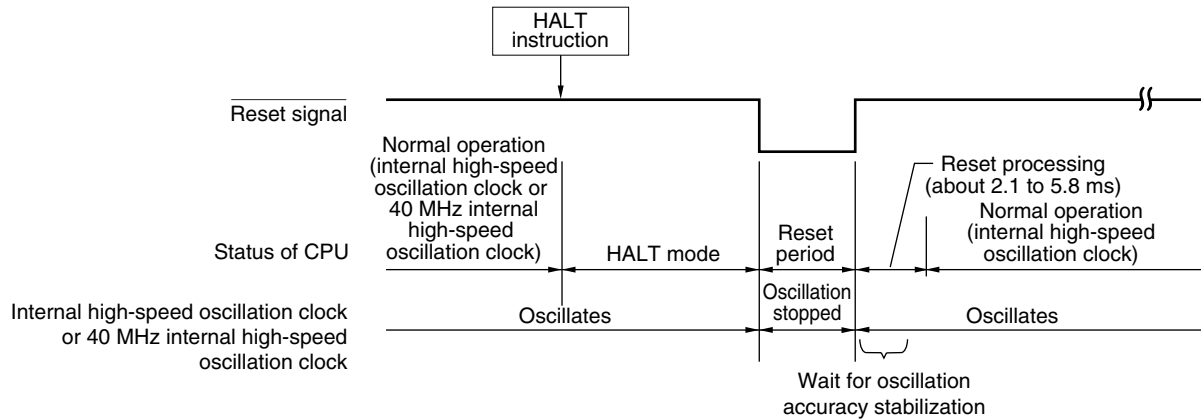 HALT
instruction
Reset signal
Normal operation
(internal high-speed
oscillation clock or
40 MHz internal
high-speed
oscillation clock)
Reset processing
(about 2.1 to 5.8 ms)
Normal operation
(internal high-speed
oscillation clock)
Status of CPU
HALT mode
Reset
period
Internal high-speed oscillation clock
or 40 MHz internal high-speed
oscillation clock
Oscillates
Oscillation
stopped
Oscillates
Wait for oscillation
accuracy stabilization